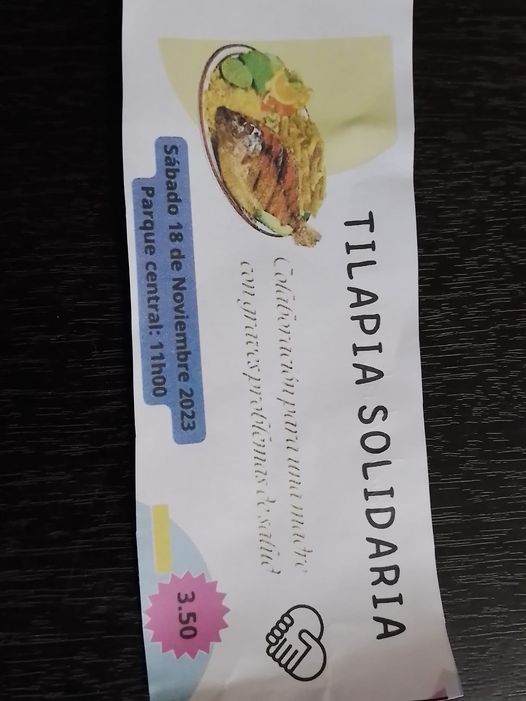 TILAPIA SOLIDARIA
Colaboración para una madre
con graves problemas de salud
Sábado 18 de Noviembre 2023
Parque central: 11h00
3.50